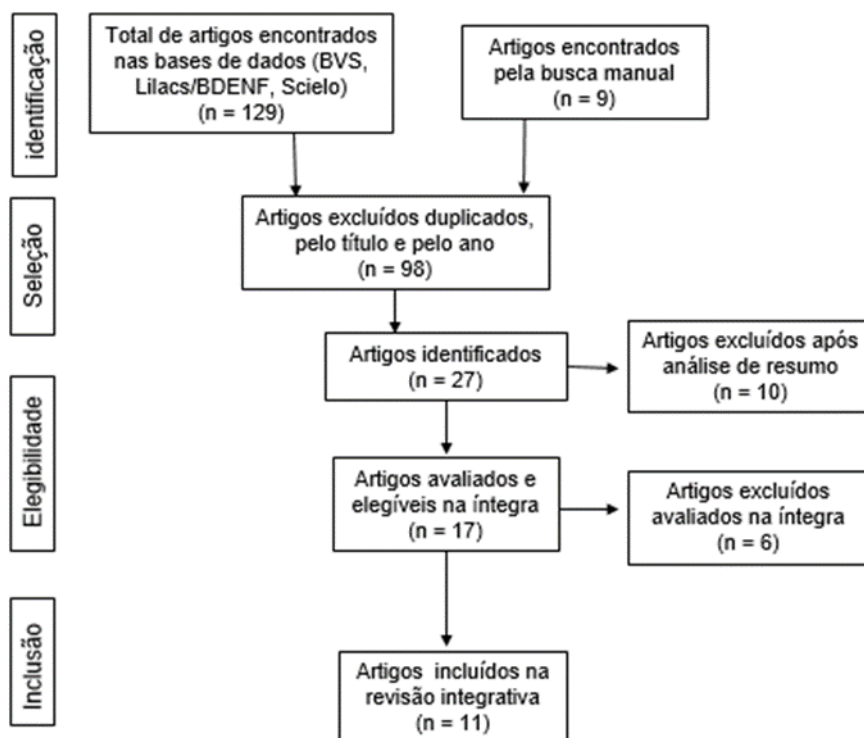 identificação
Total de artigos encontrados
nas bases de dados (BVS,
Lilacs/BDENF, Scielo)
(n = 129)
Artigos encontrados
pela busca manual
(n = 9)
Seleção
Artigos excluídos duplicados,
pelo título e pelo ano
(n = 98)
Artigos identificados
(n = 27)
Artigos excluídos após
análise de resumo
(n = 10)
Elegibilidade
Artigos avaliados e
elegíveis na íntegra
(n = 17)
Artigos excluídos
avaliados na íntegra
(n = 6)
Inclusão
Artigos incluídos na
revisão integrativa
(n = 11)